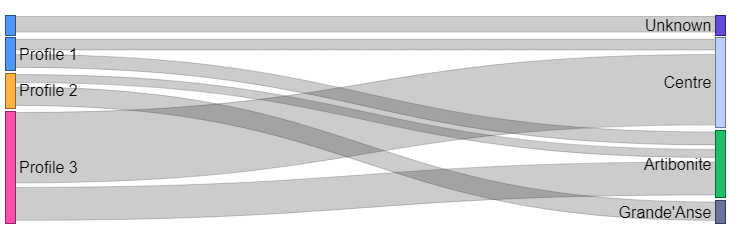 Unknown
Profile 1
Centre
Profile 2
Profile 3
Artibonite
Grande'Anse